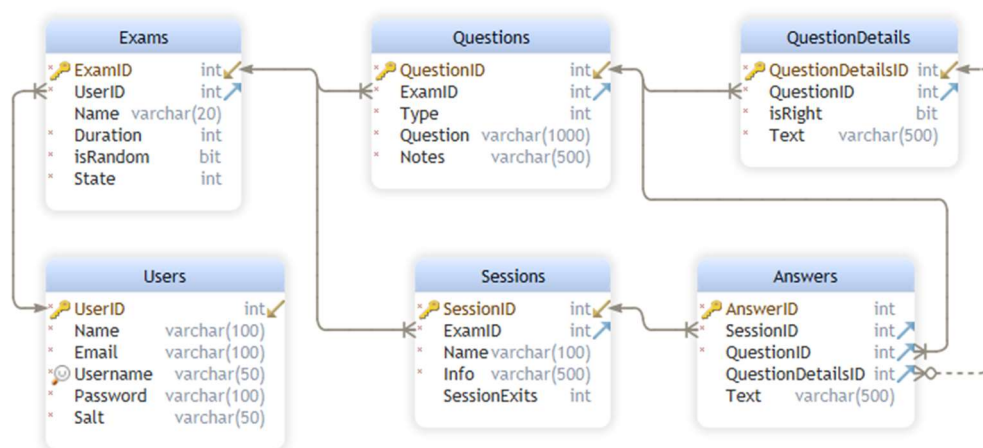 Exams
ExamID int
UserID int
Name varchar(20)
Duration int
isRandom bit
State int
Questions
QuestionID int
ExamID int
Type int
Question varchar(1000)
Notes varchar(500)
QuestionDetails
QuestionDetailsID int
QuestionID int
isRight bit
Text varchar(500)
Users
UserID int
Name varchar(100)
Email varchar(100)
Username varchar(50)
Password varchar(100)
Salt varchar(50)
Sessions
SessionID int
ExamID int
Name varchar(100)
Info varchar(500)
SessionExits int
Answers
AnswerID int
SessionID int
QuestionID int
QuestionDetailsID int
Text varchar(500)